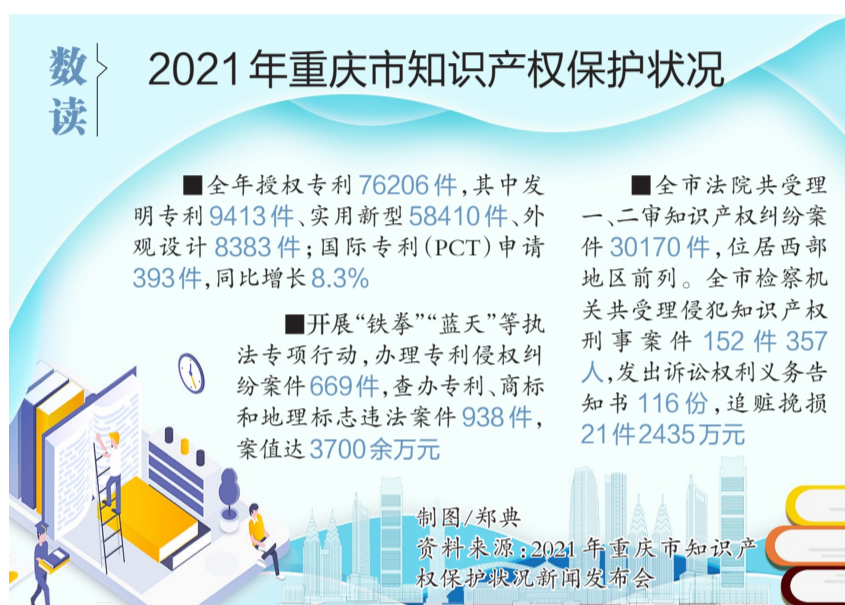 数读
2021年重庆市知识产权保护状况
■全年授权专利76206件,其中发
明专利9413件、实用新型58410件、外
观设计8383件;国际专利(PCT)申请
393件,同比增长8.3%
■开展“铁拳”“蓝天”等执
法专项行动,办理专利侵权纠
纷案件669件,查办专利、商标
和地理标志违法案件938件,
案值达3700余万元
■全市法院共受理
一、二审知识产权纠纷案
件30170件,位居西部
地区前列。全市检察机
关共受理侵犯知识产权
刑事案件152件357
人,发出诉讼权利义务告
知书116份,追赃挽损
21件2435万元
制图/郑典
资料来源:2021年重庆市知识产
权保护状况新闻发布会